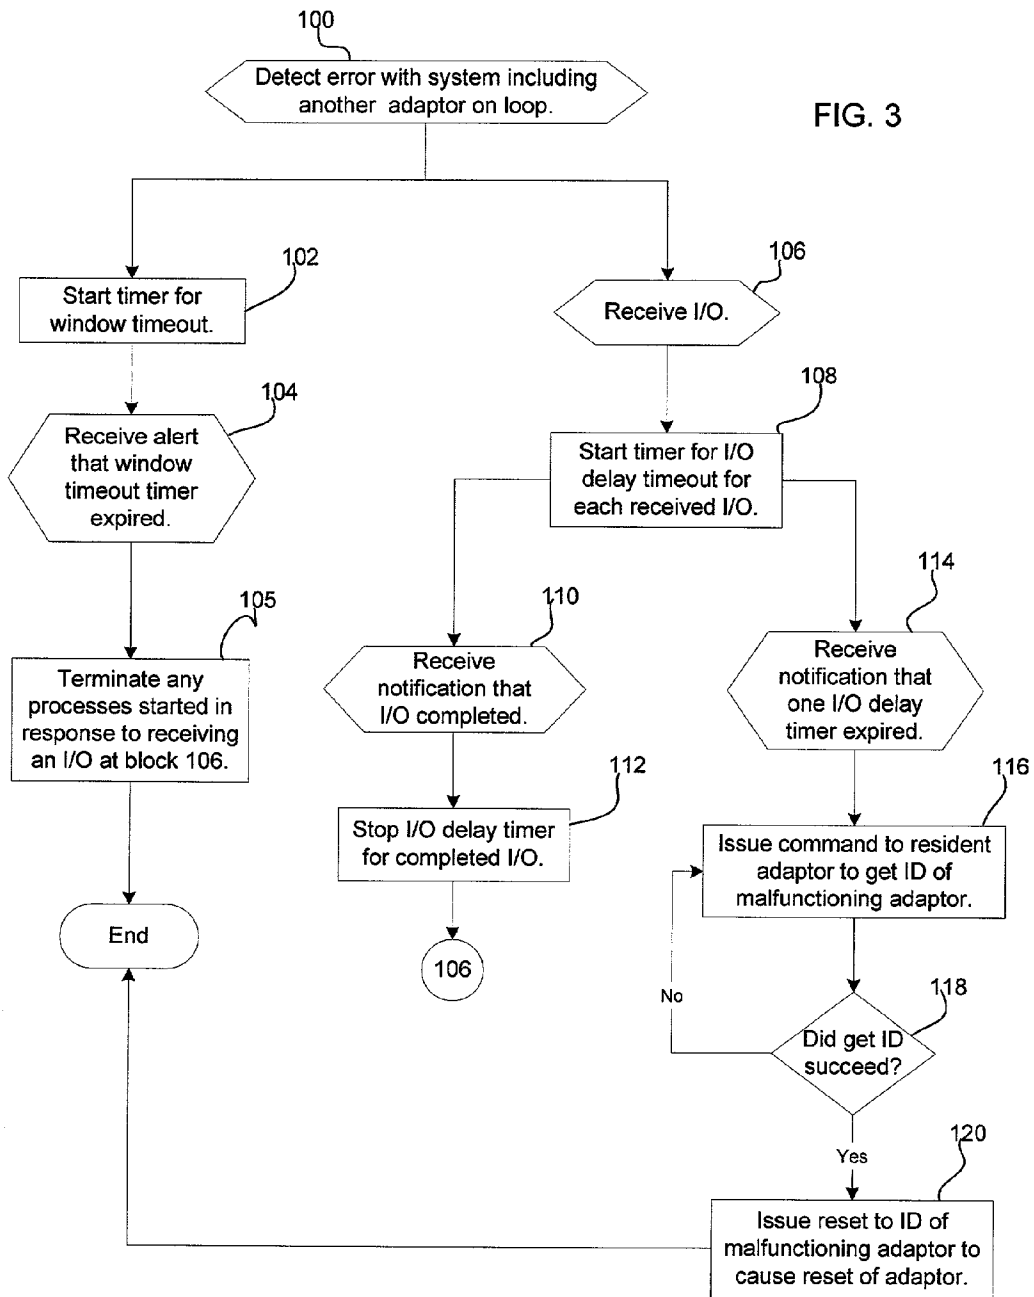 100
Detect error with system including
another adaptor on loop.
FIG. 3
102
Start timer for
window timeout.
106
Receive I/O.
104
Receive alert
that window
timeout timer
expired.
108
Start timer for I/O
delay timeout for
each received I/O.
105
Terminate any
processes started in
response to receiving
an I/O at block 106.
110
Receive
notification that
I/O completed.
114
Receive
notification that
one I/O delay
timer expired.
112
Stop I/O delay timer
for completed I/O.
116
Issue command to resident
adaptor to get ID of
malfunctioning adaptor.
End
106
No
118
Did get ID
succeed?
Yes
120
Issue reset to ID of
malfunctioning adaptor to
cause reset of adaptor.